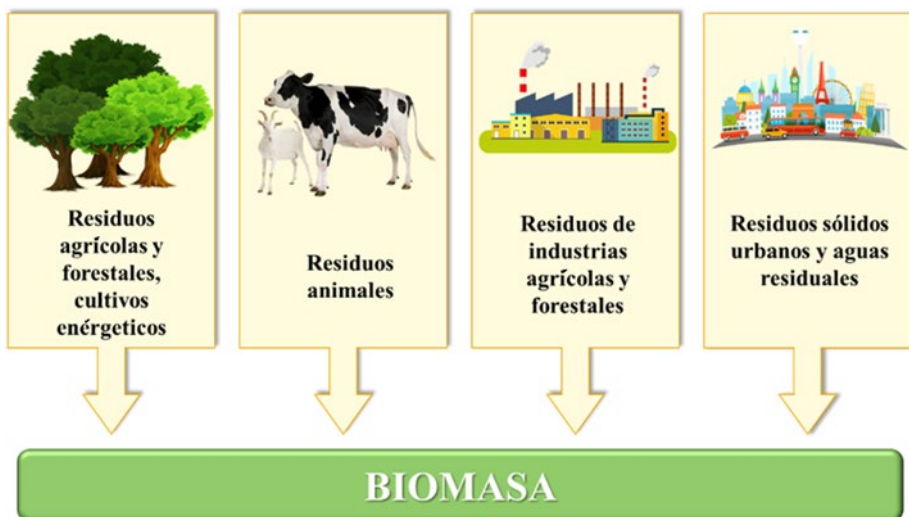 Residuos
agrícolas y
forestales,
cultivos
enérgeticos
Residuos
animales
Residuos de
industrias
agrícolas y
forestales
Residuos sólidos
urbanos y aguas
residuales
BIOMASA